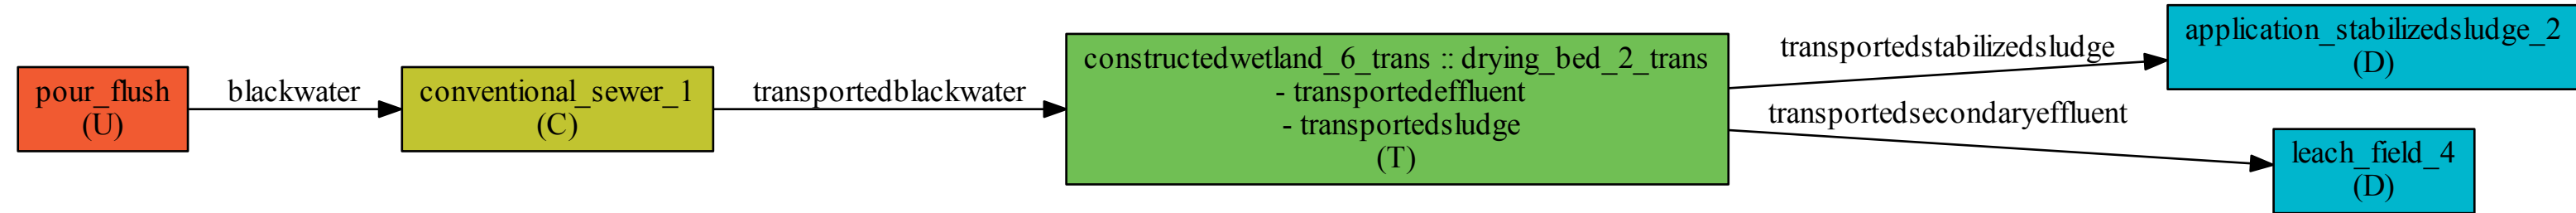 pour_flush
(U)
blackwater
conventional_sewer_1
(C)
transportedblackwater
constructedwetland_6_trans :: drying_bed_2_trans
- transportedeffluent
- transportedsludge
(T)
transportedstabilizedsludge
transportedsecondaryeffluent
application_stabilizedsludge_2
(D)
leach_field_4
(D)